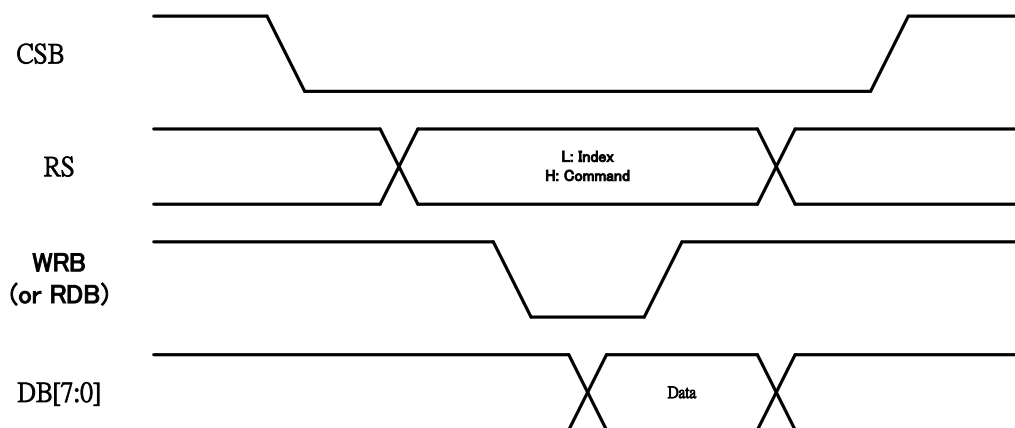 CSB
RS
L: Index
H: Command
WRB
(or RDB)
DB[7:0]
Data